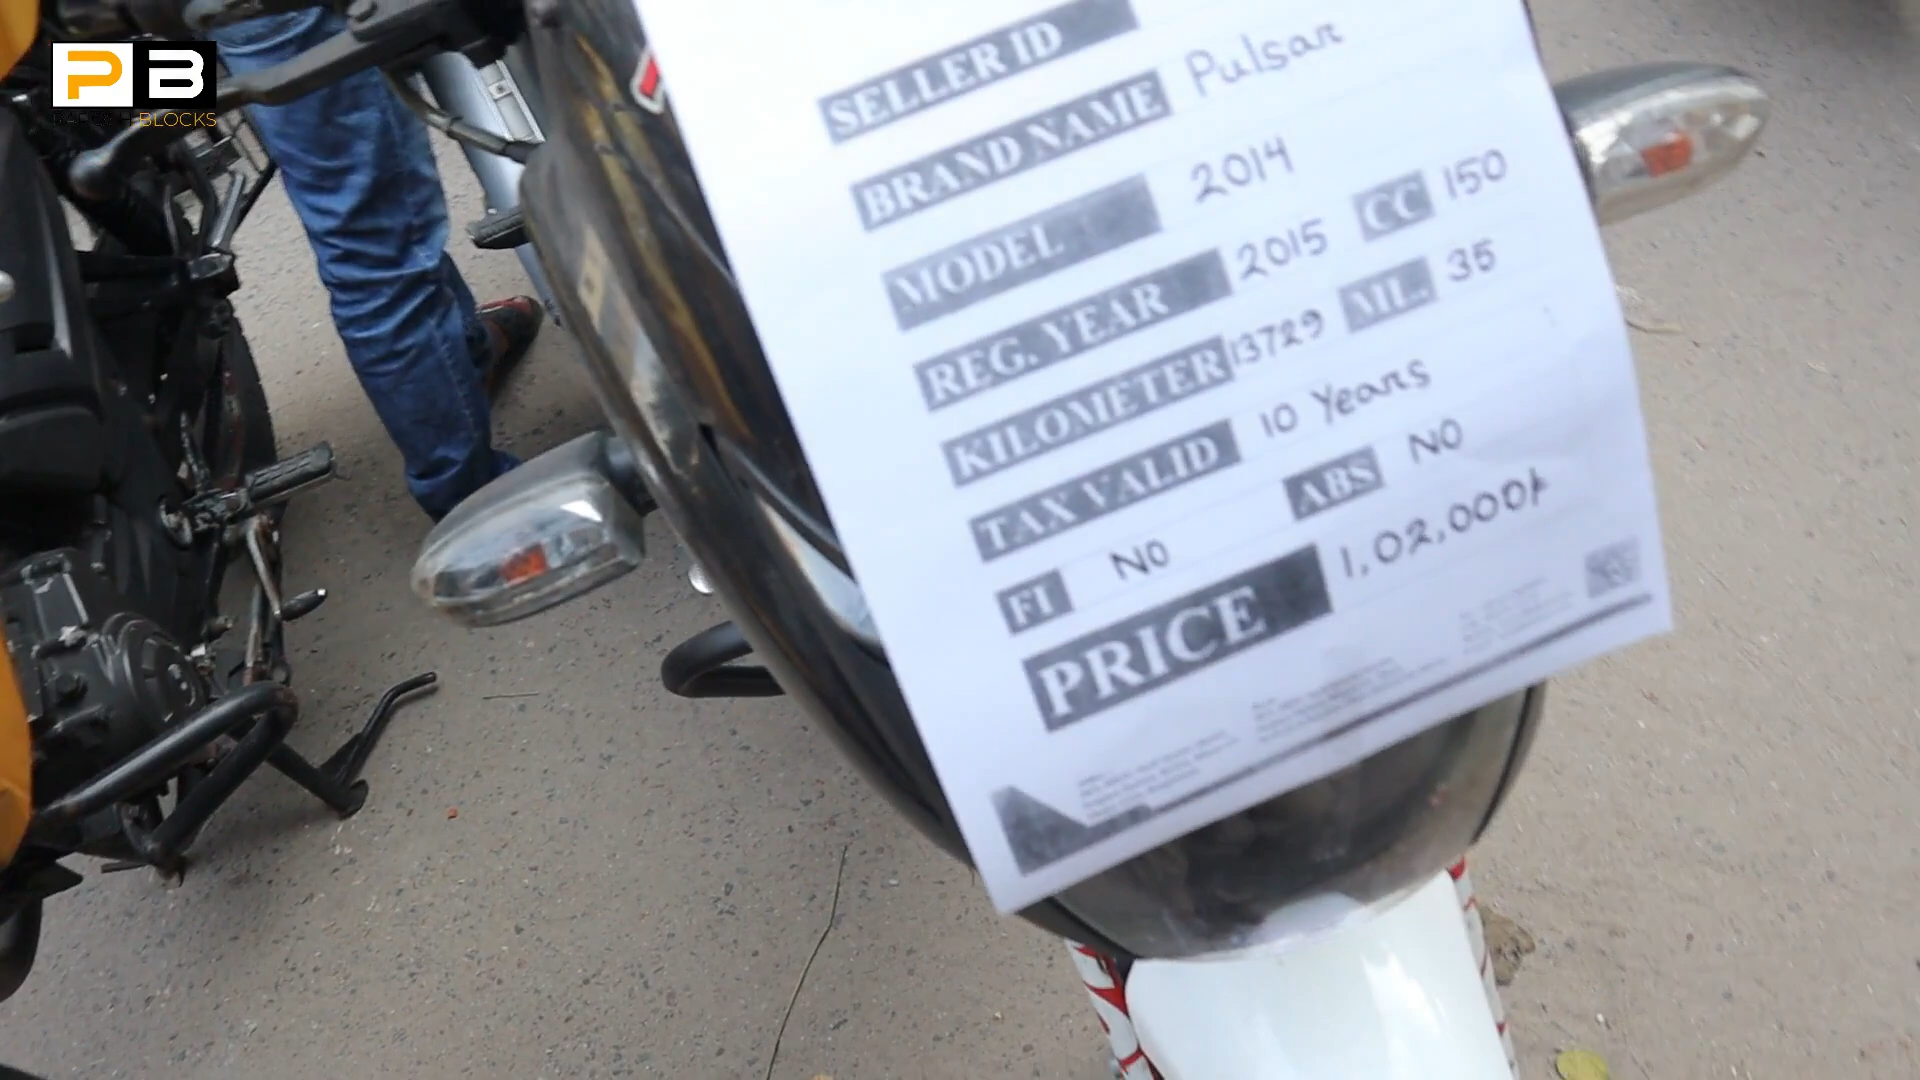 PB
BLOCKS
SELLER ID
BRAND NAME Pulsar
MODEL 2014
REG. YEAR 2015 CC 150
KILOMETER 13729 ML. 35
TAX VALID 10 Years
FI NO ABS NO
PRICE 1,02,000/-